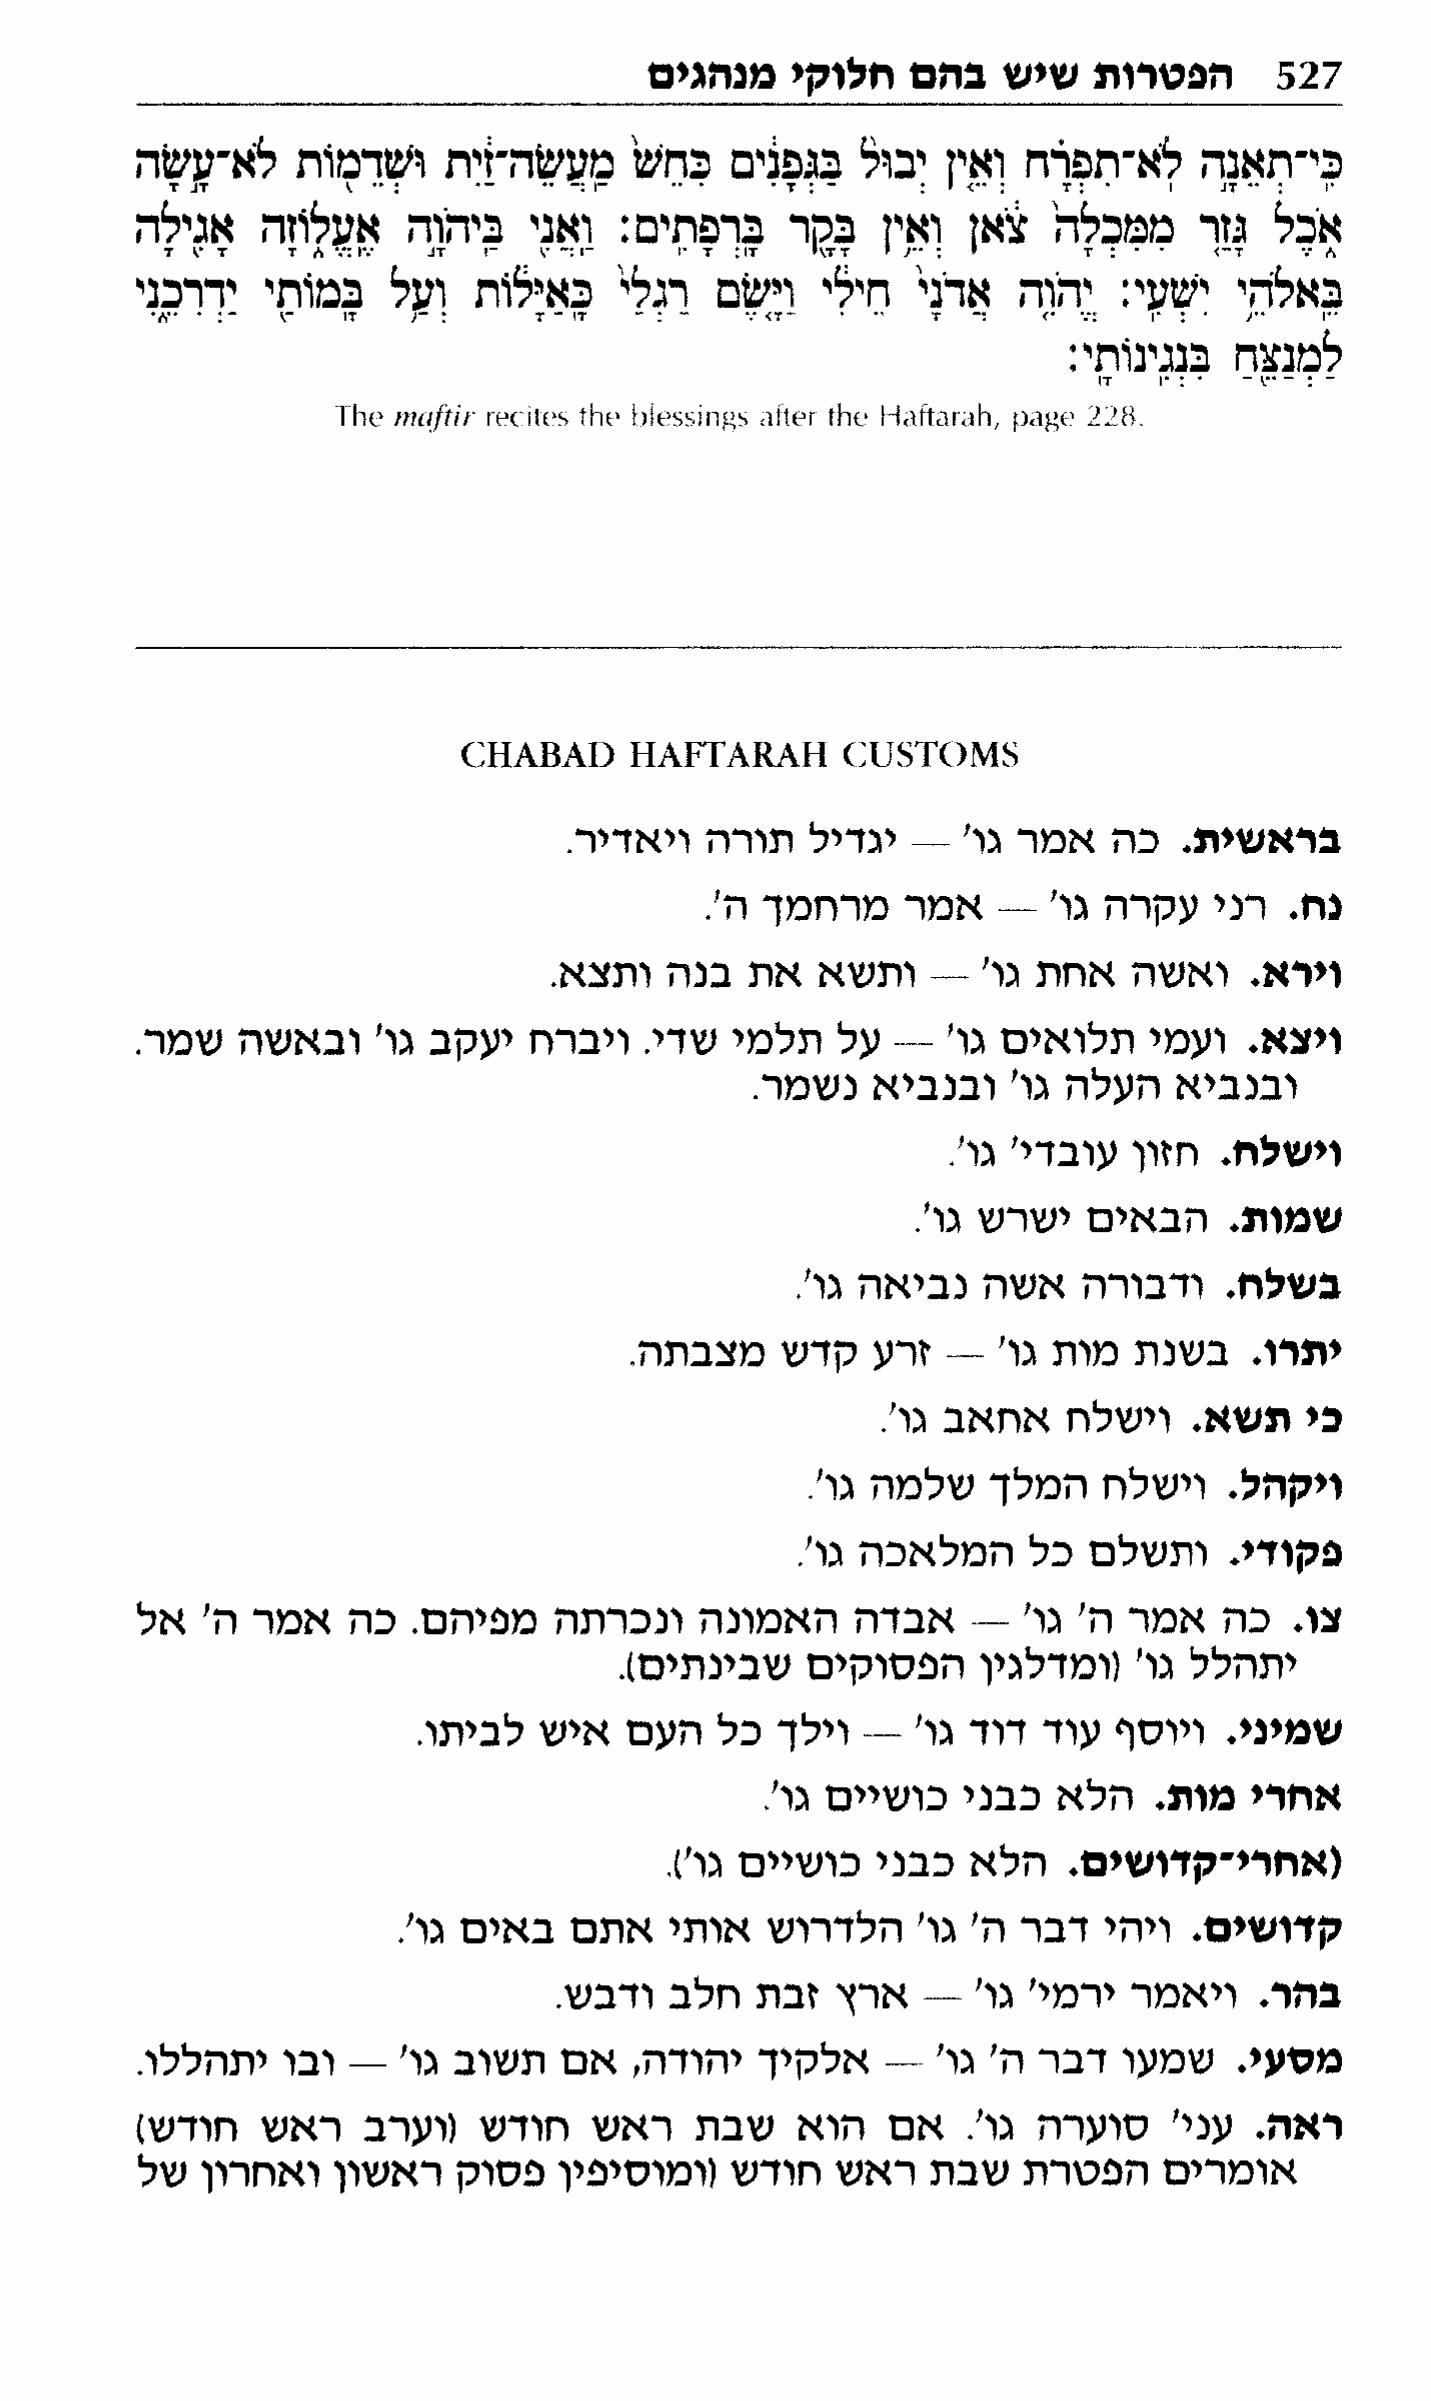 527 הפטרות שיש בהם חלוקי מנהגים
כִּי־תְאֵנָה לֹא־תִפְרָח וְאֵין יְבוּל בַּגְּפָנִים כִּחֵשׁ מַעֲשֵׂה־זַיִת וּשְׁדֵמוֹת לֹא־עָשָׂה
אֹכֶל גָּזַר מִמִּכְלָה צֹאן וְאֵין בָּקָר בָּרְפָתִים: וַאֲנִי בַּיהֹוָה אֶעֱלוֹזָה אָגִילָה
בֵּאלֹהֵי יִשְׁעִי: יֱהֹוִה אֲדֹנָי חֵילִי וַיָּשֶׂם רַגְלַי כָּאַיָּלוֹת וְעַל בָּמוֹתַי יַדְרִכֵנִי
לַמְנַצֵּחַ בִּנְגִינוֹתָי:
The maftir recites the blessings after the Haftarah, page 228.
CHABAD HAFTARAH CUSTOMS
בראשית. כה אמר גו' — יגדיל תורה ויאדיר.
נח. רני עקרה גו' — אמר מרחמך ה'.
וירא. ואשה אחת גו' — ותשא את בנה ותצא.
ויצא. ועמי תלואים גו' — על תלמי שדי. ויברח יעקב גו' ובאשה שמר.
ובנביא העלה גו' ובנביא נשמר.
וישלח. חזון עובדי' גו'.
שמות. הבאים ישרש גו'.
בשלח. ודבורה אשה נביאה גו'.
יתרו. בשנת מות גו' — זרע קדש מצבתה.
כי תשא. וישלח אחאב גו'.
ויקהל. וישלח המלך שלמה גו'.
פקודי. ותשלם כל המלאכה גו'.
צו. כה אמר ה' גו' — אבדה האמונה ונכרתה מפיהם. כה אמר ה' אל
יתהלל גו' (ומדלגין הפסוקים שבינתים).
שמיני. ויוסף עוד דוד גו' — וילך כל העם איש לביתו.
אחרי מות. הלא כבני כושיים גו'.
(אחרי־קדושים. הלא כבני כושיים גו').
קדושים. ויהי דבר ה' גו' הלדרוש אותי אתם באים גו'.
בהר. ויאמר ירמי' גו' — ארץ זבת חלב ודבש.
מסעי. שמעו דבר ה' גו' — אלקיך יהודה, אם תשוב גו' — ובו יתהללו.
ראה. עני' סוערה גו'. אם הוא שבת ראש חודש (וערב ראש חודש)
אומרים הפטרת שבת ראש חודש (ומוסיפין פסוק ראשון ואחרון של